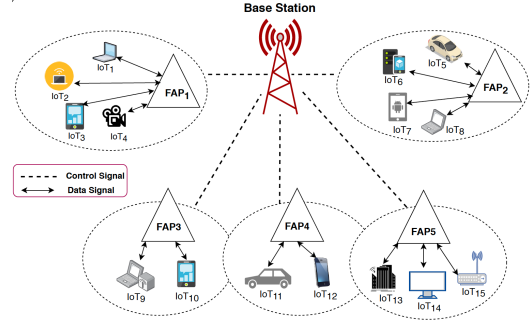 Base Station
IoT1
IoT2
IoT3
IoT4
FAP1
IoT5
IoT6
IoT7
IoT8
FAP2
Control Signal
Data Signal
FAP3
IoT9
IoT10
FAP4
IoT11
IoT12
FAP5
IoT13
IoT14
IoT15